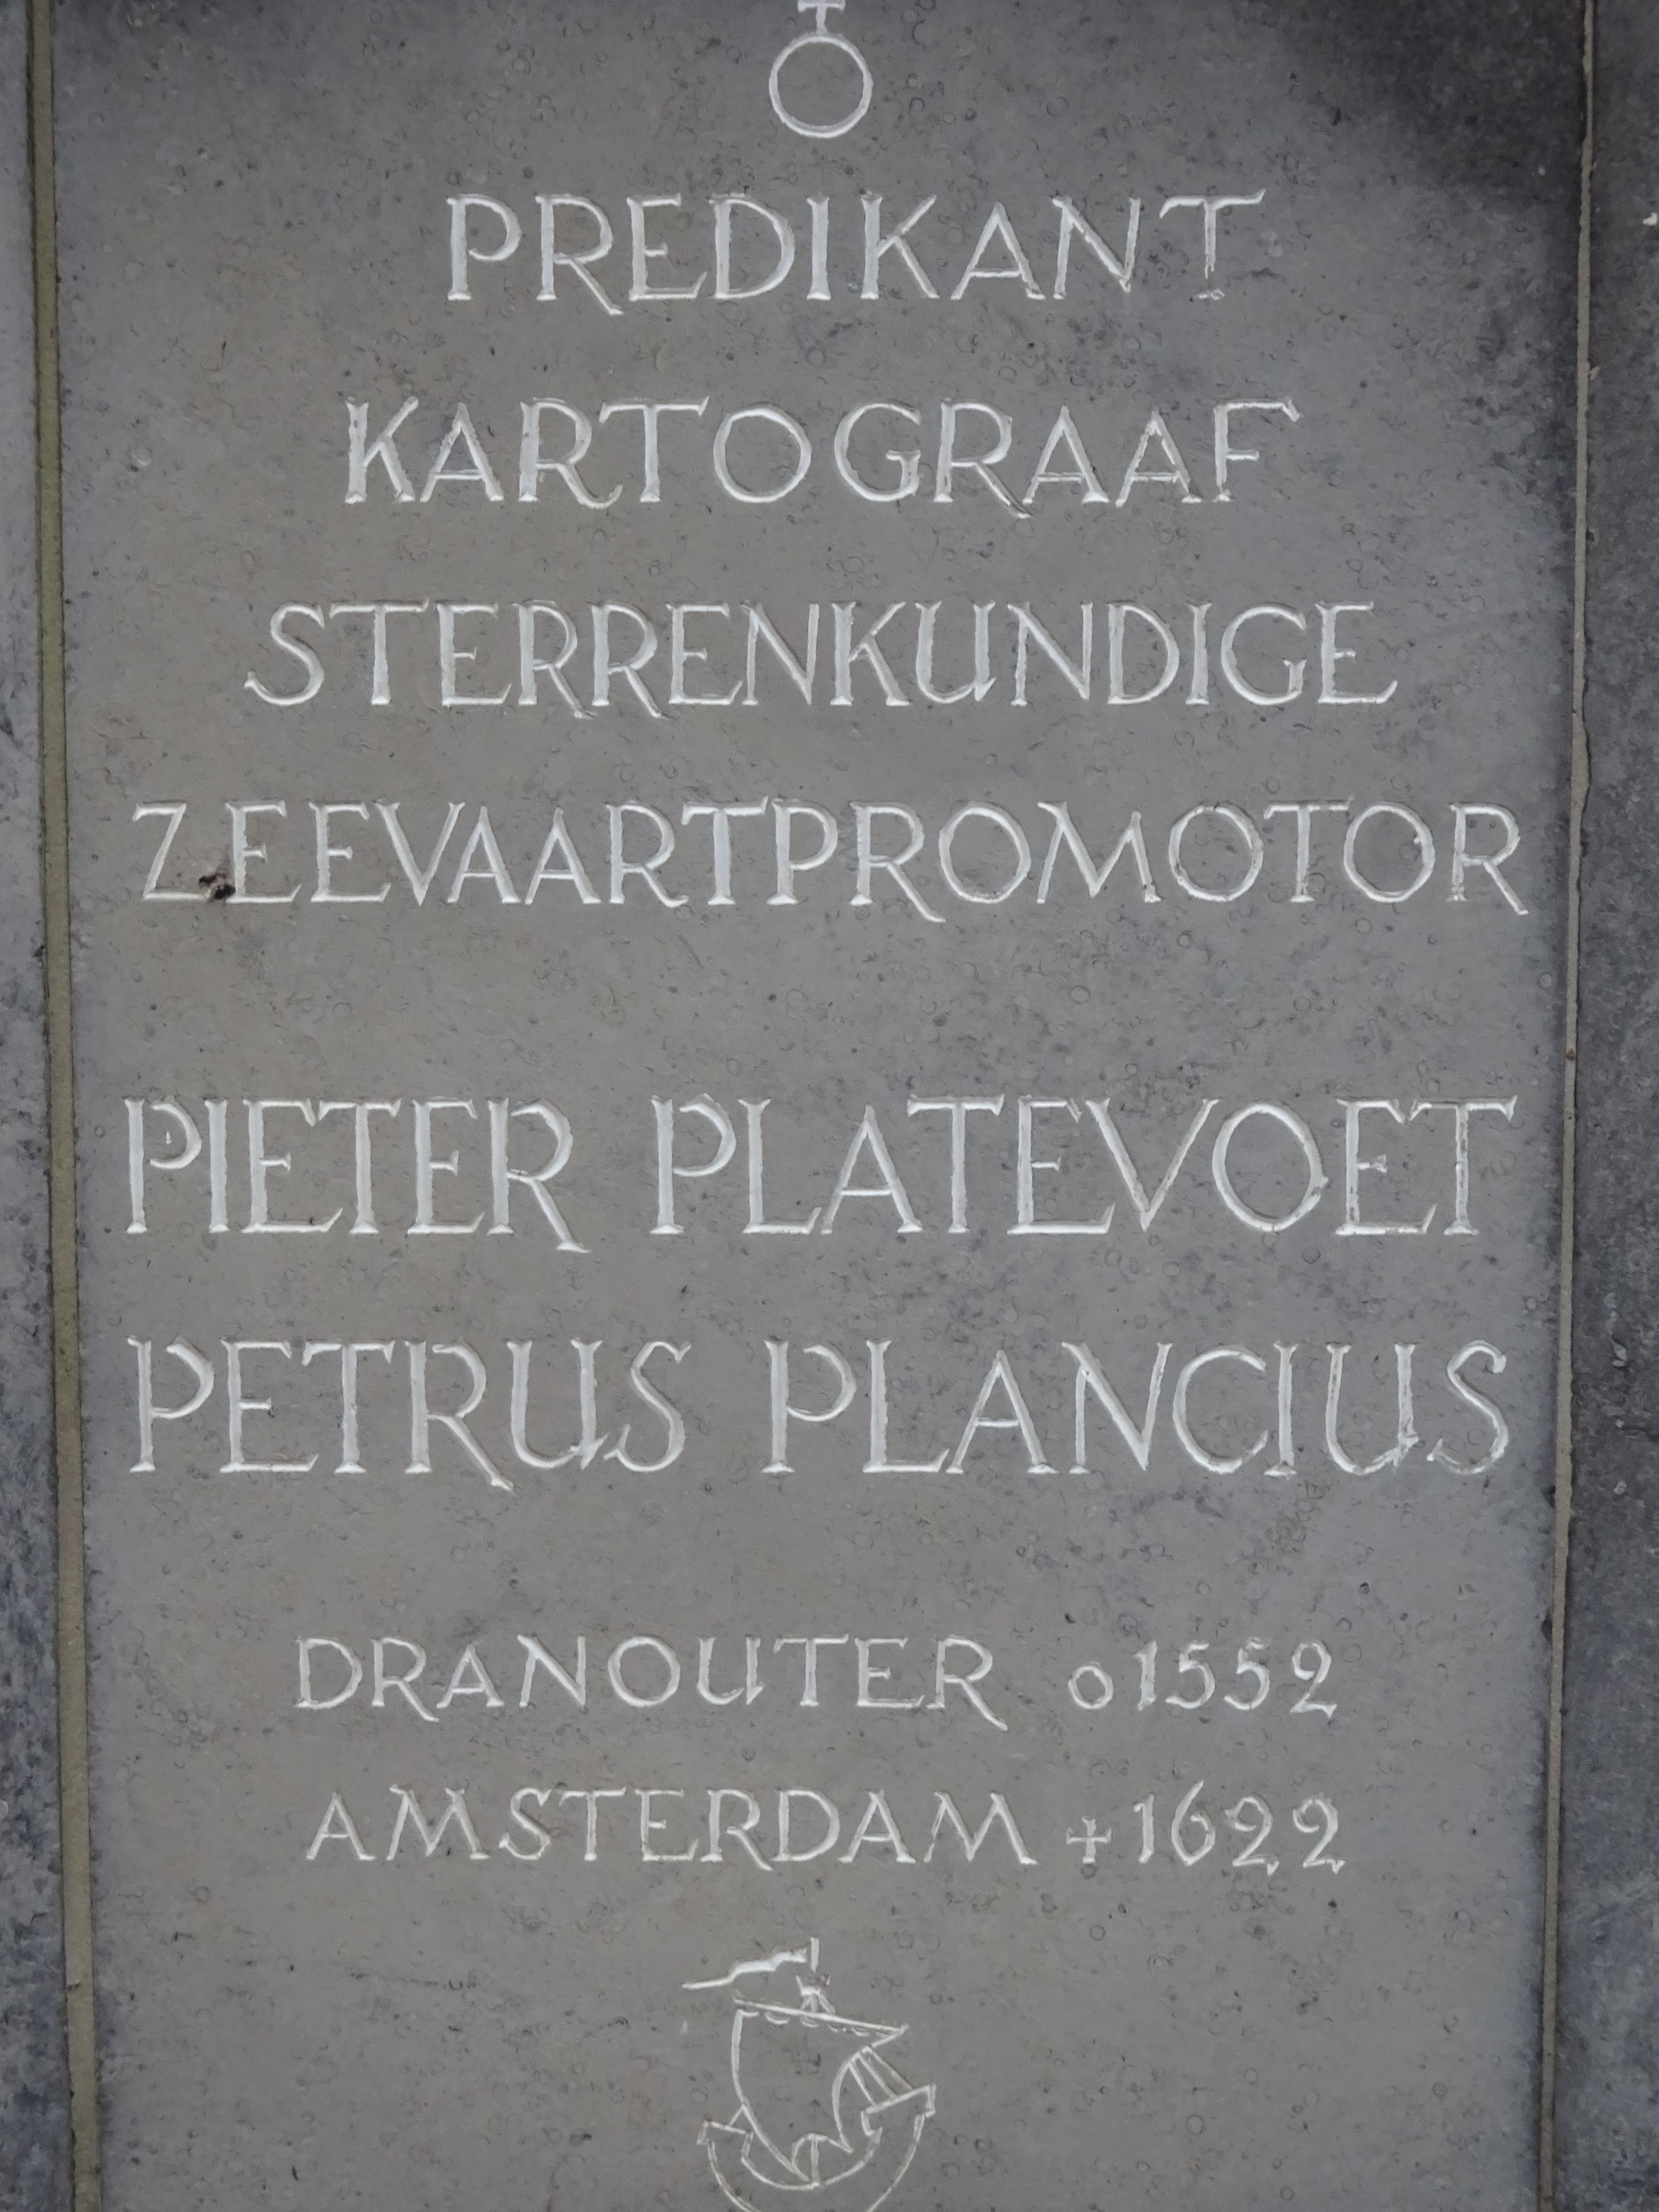 PREDIKANT
KARTOGRAAF
STERRENKUNDIGE
ZEEVAARTPROMOTOR
PIETER PLATEVOET
PETRUS PLANCIUS
DRANOUTER o1552
AMSTERDAM +1622